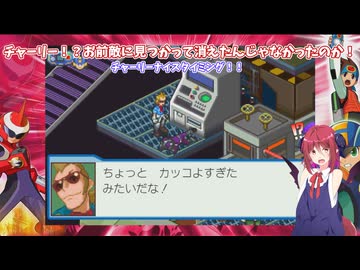 チャーリー！？お前敵に見つかって消えたんじゃなかったのか！
チャーリーナイスタイミング！！
ちょっと　カッコよすぎた
みたいだな！